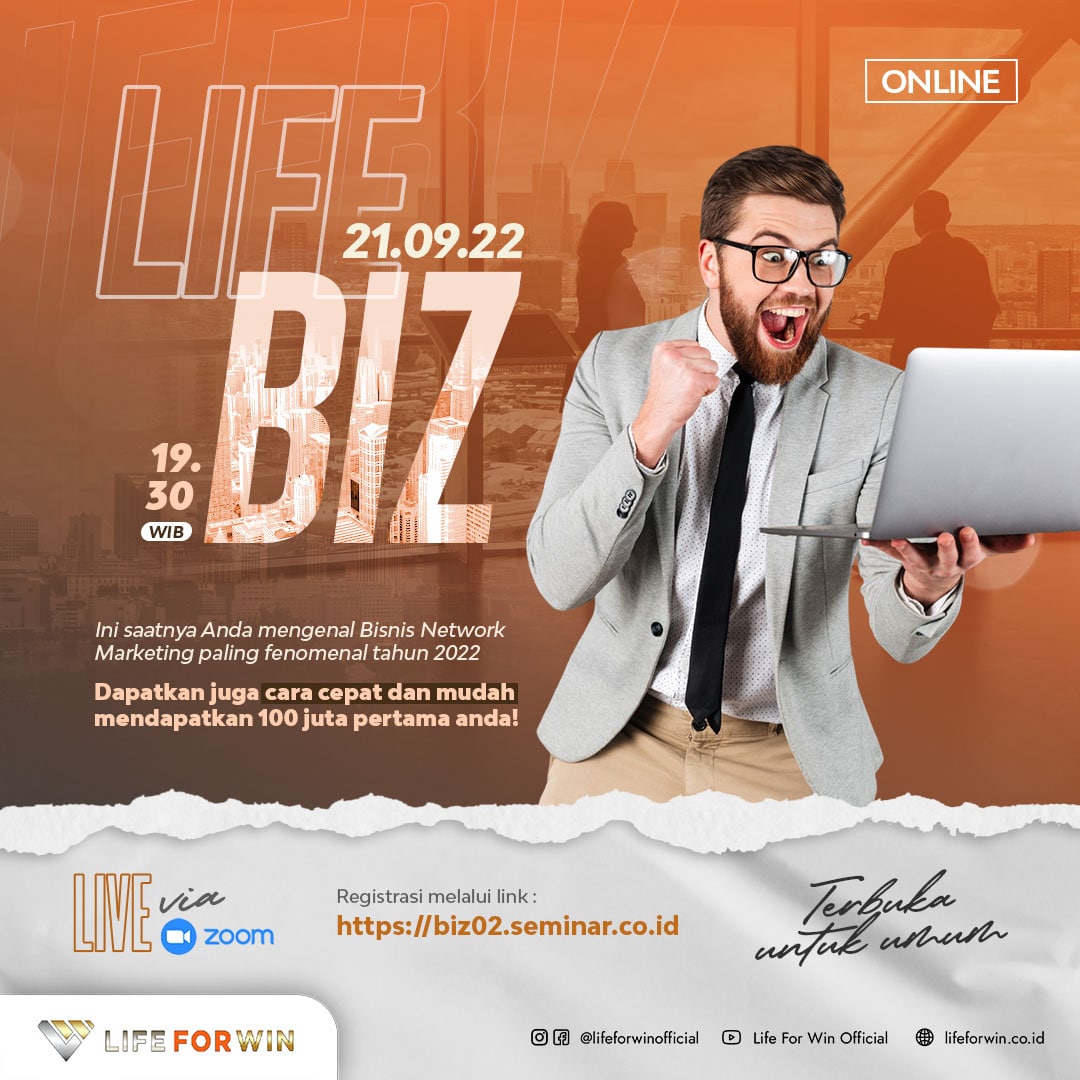 ONLINE
LIFE
21.09.22
BIZ
19.
30
WIB
Ini saatnya Anda mengenal Bisnis Network
Marketing paling fenomenal tahun 2022
Dapatkan juga cara cepat dan mudah
mendapatkan 100 juta pertama anda!
LIVE via
zoom
Registrasi melalui link :
https://biz02.seminar.co.id
Terbuka
untuk umum
LIFE FOR WIN
@lifeforwinofficial Life For Win Official lifeforwin.co.id